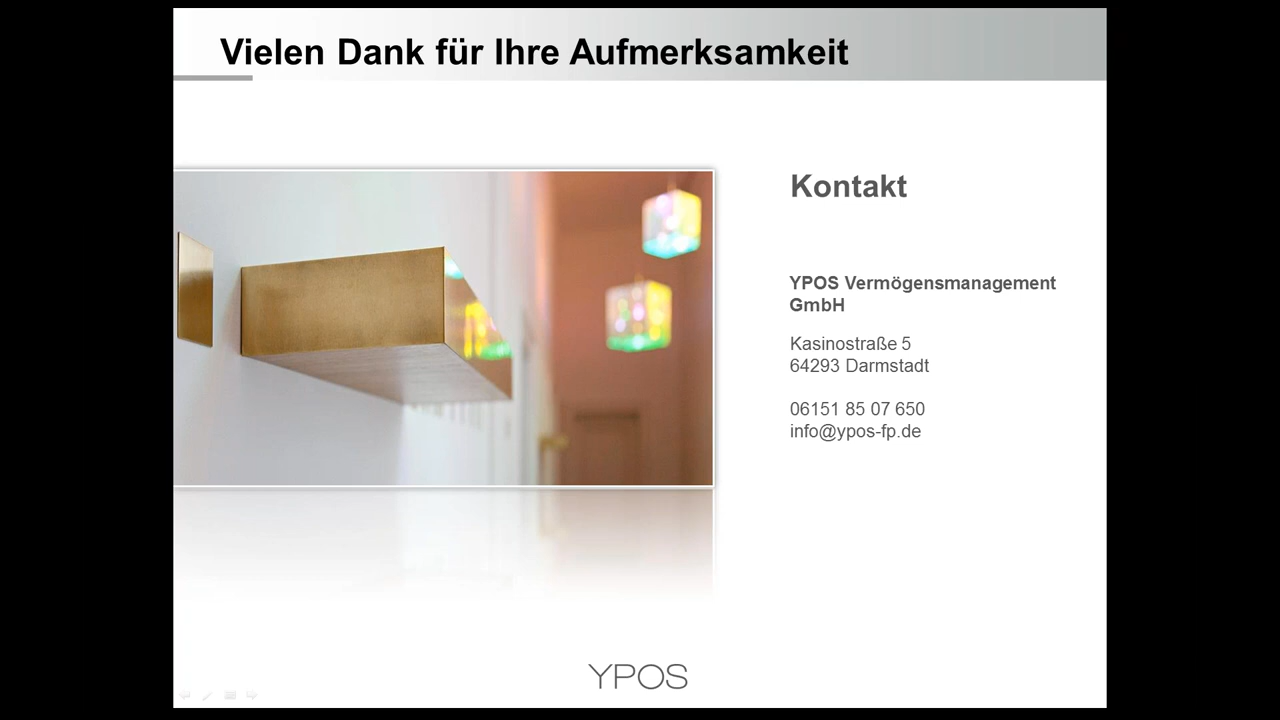 Vielen Dank für Ihre Aufmerksamkeit
Kontakt
YPOS Vermögensmanagement
GmbH
Kasinostraße 5
64293 Darmstadt
06151 85 07 650
info@ypos-fp.de
YPOS